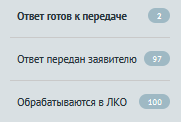 Ответ готов к передаче 2
Ответ передан заявителю 97
Обрабатываются в ЛКО 100